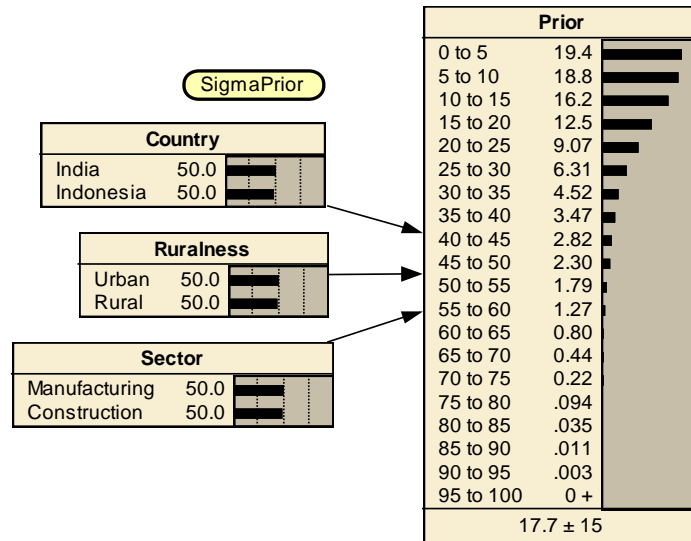 SigmaPrior
Country
India 50.0
Indonesia 50.0
Ruralness
Urban 50.0
Rural 50.0
Sector
Manufacturing 50.0
Construction 50.0
Prior
0 to 5 19.4
5 to 10 18.8
10 to 15 16.2
15 to 20 12.5
20 to 25 9.07
25 to 30 6.31
30 to 35 4.52
35 to 40 3.47
40 to 45 2.82
45 to 50 2.30
50 to 55 1.79
55 to 60 1.27
60 to 65 0.80
65 to 70 0.44
70 to 75 0.22
75 to 80 .094
80 to 85 .035
85 to 90 .011
90 to 95 .003
95 to 100 0 +
17.7 ± 15